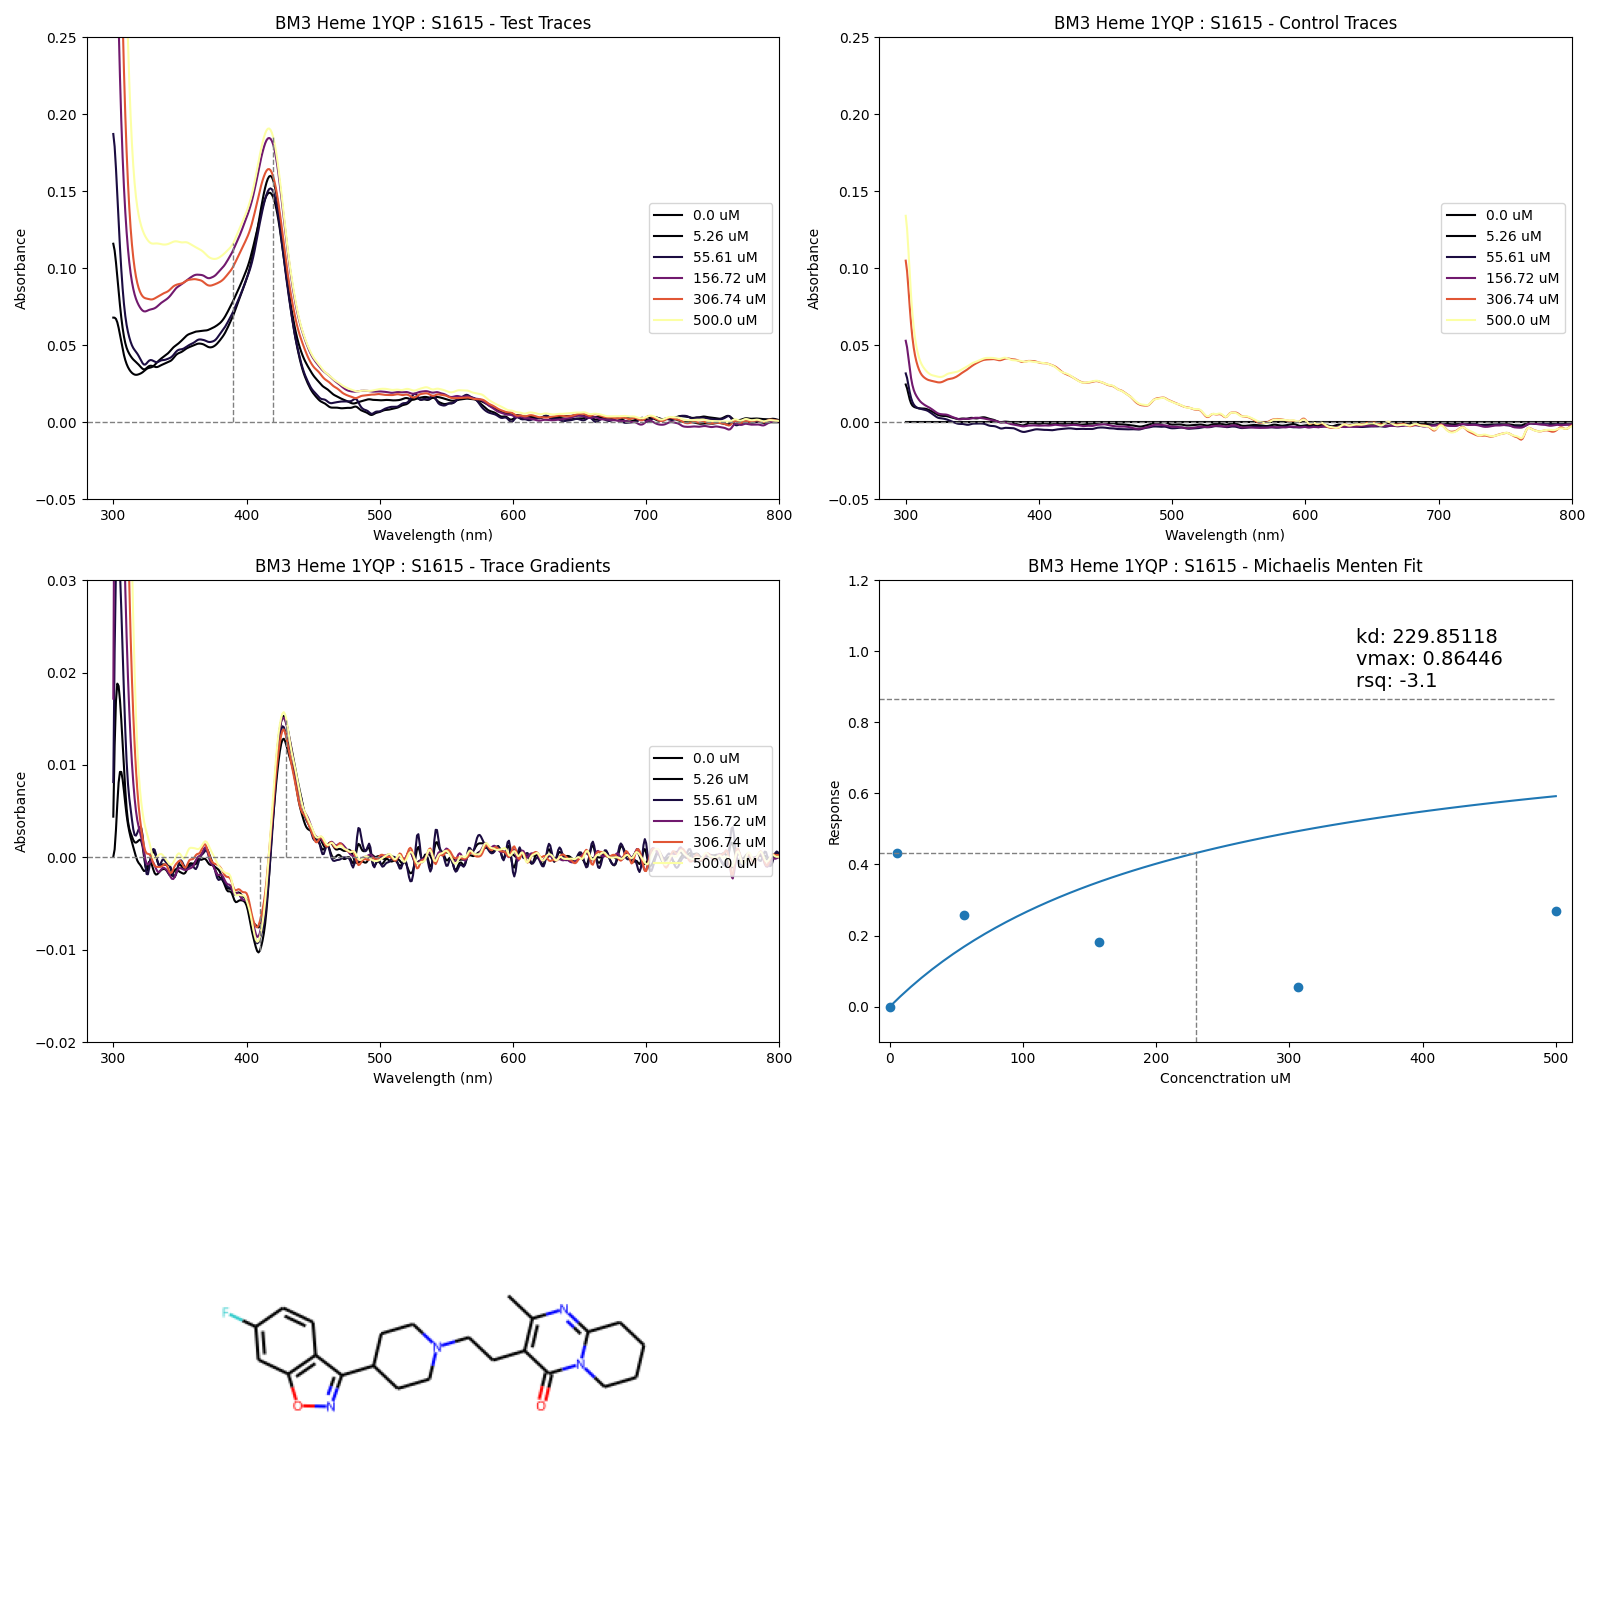 BM3 Heme 1YQP : S1615 - Test Traces
0.25
0.20
0.15
0.10
0.05
0.00
−0.05
Absorbance
0.0 uM
5.26 uM
55.61 uM
156.72 uM
306.74 uM
500.0 uM
300 400 500 600 700 800
Wavelength (nm)
BM3 Heme 1YQP : S1615 - Control Traces
0.25
0.20
0.15
0.10
0.05
0.00
−0.05
Absorbance
0.0 uM
5.26 uM
55.61 uM
156.72 uM
306.74 uM
500.0 uM
300 400 500 600 700 800
Wavelength (nm)
BM3 Heme 1YQP : S1615 - Trace Gradients
0.03
0.02
0.01
0.00
−0.01
−0.02
Absorbance
0.0 uM
5.26 uM
55.61 uM
156.72 uM
306.74 uM
500.0 uM
300 400 500 600 700 800
Wavelength (nm)
BM3 Heme 1YQP : S1615 - Michaelis Menten Fit
1.2
1.0
0.8
0.6
0.4
0.2
0.0
Response
kd: 229.85118
vmax: 0.86446
rsq: -3.1
0 100 200 300 400 500
Concenctration uM
F
O
N
N
O
N
N